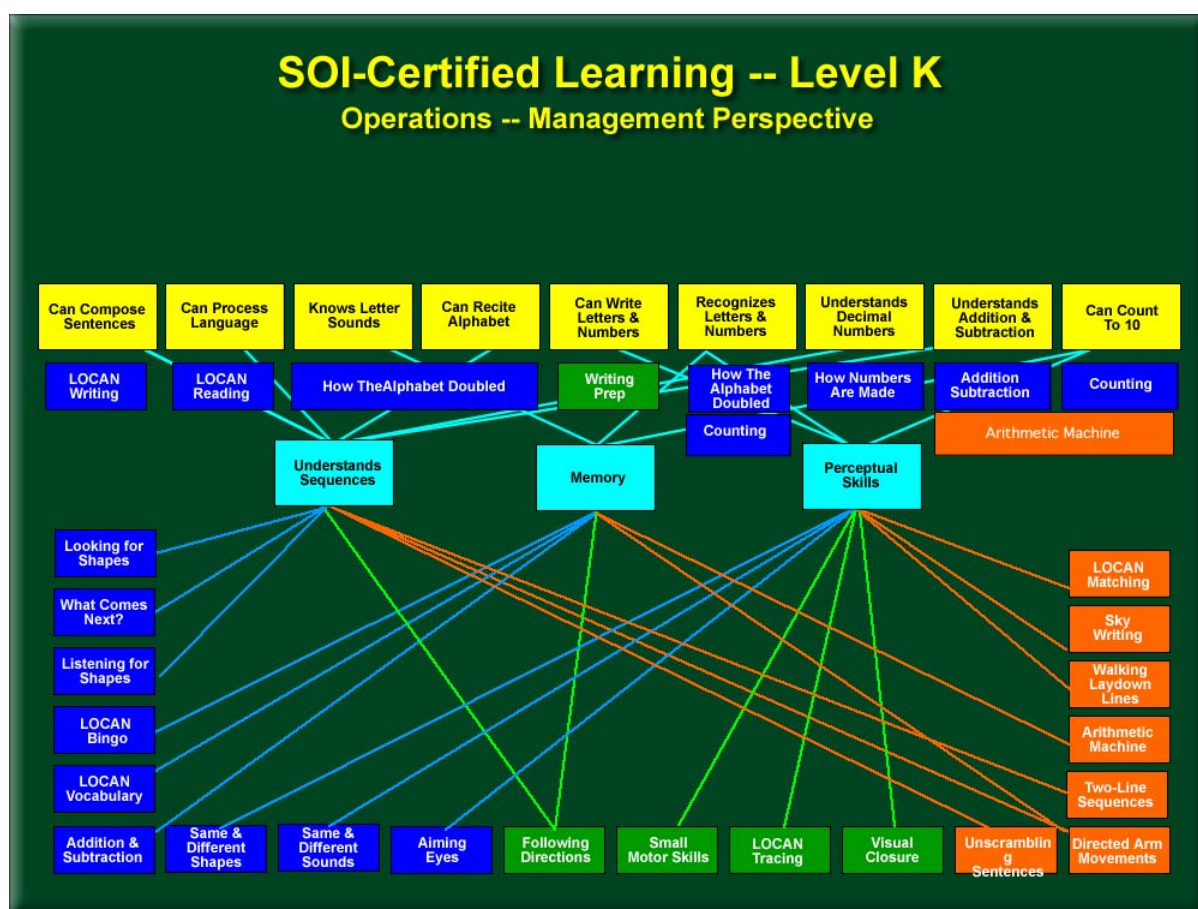 SOI-Certified Learning -- Level K
Operations -- Management Perspective
Can Compose
Sentences
Can Process
Language
Knows Letter
Sounds
Can Recite
Alphabet
Can Write
Letters &
Numbers
Recognizes
Letters &
Numbers
Understands
Decimal
Numbers
Understands
Addition &
Subtraction
Can Count
To 10
LOCAN
Writing
LOCAN
Reading
How TheAlphabet Doubled
Writing
Prep
How The
Alphabet
Doubled
How Numbers
Are Made
Addition
Subtraction
Counting
Counting
Arithmetic Machine
Understands
Sequences
Memory
Perceptual
Skills
Looking for
Shapes
What Comes
Next?
Listening for
Shapes
LOCAN
Bingo
LOCAN
Vocabulary
LOCAN
Matching
Sky
Writing
Walking
Laydown
Lines
Arithmetic
Machine
Two-Line
Sequences
Addition &
Subtraction
Same &
Different
Shapes
Same &
Different
Sounds
Aiming
Eyes
Following
Directions
Small
Motor Skills
LOCAN
Tracing
Visual
Closure
Unscramblin
g
Sentences
Directed Arm
Movements